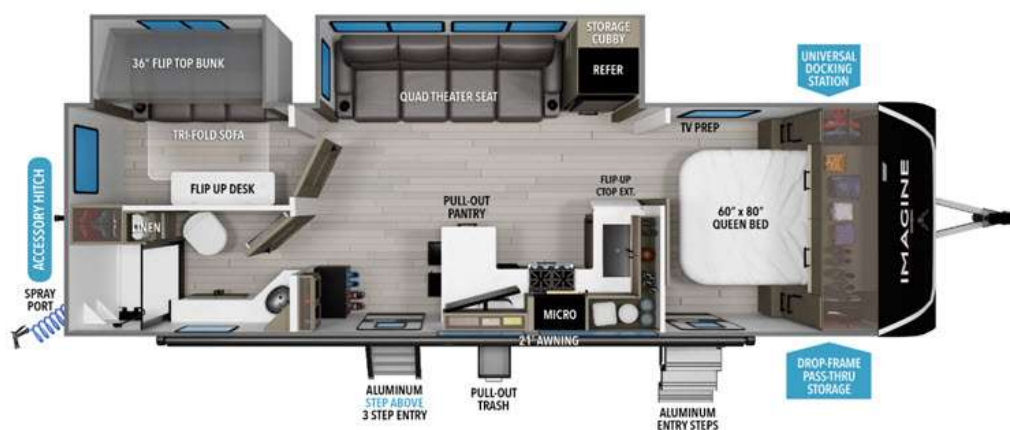 36" FLIP TOP BUNK
TRI-FOLD SOFA
FLIP UP DESK
LINEN
ACCESSORY HITCH
SPRAY
PORT
QUAD THEATER SEAT
STORAGE
CUBBY
REFER
TV PREP
UNIVERSAL
DOCKING
STATION
PULL-OUT
PANTRY
FLIP-UP
CTOP EXT.
60" x 80"
QUEEN BED
IMAGINE
MICRO
21' AWNING
ALUMINUM
STEP ABOVE
3 STEP ENTRY
PULL-OUT
TRASH
ALUMINUM
ENTRY STEPS
DROP-FRAME
PASS-THRU
STORAGE